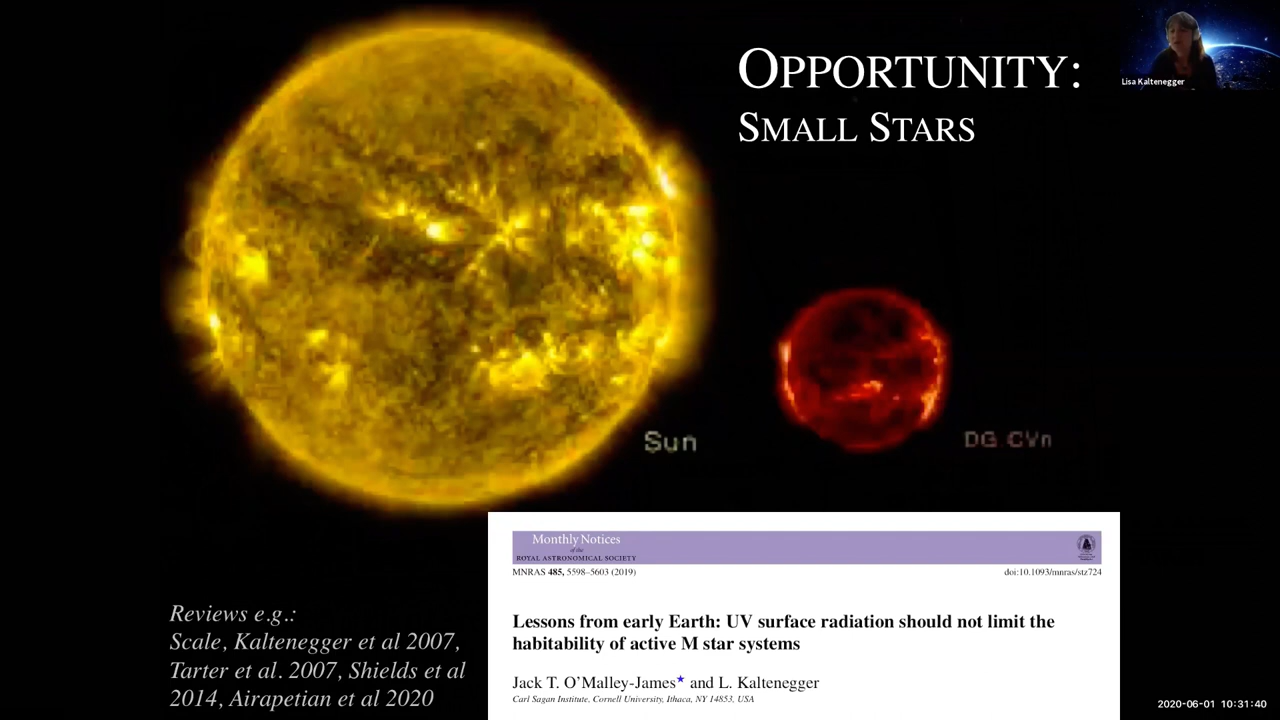 OPPORTUNITY:
SMALL STARS
Lisa Kaltenegger
Sun
DG CVn
Monthly Notices
of the
ROYAL ASTRONOMICAL SOCIETY
MNRAS 485, 5598–5603 (2019)
doi:10.1093/mnras/stz724
Lessons from early Earth: UV surface radiation should not limit the
habitability of active M star systems
Jack T. O’Malley-James★ and L. Kaltenegger
Carl Sagan Institute, Cornell University, Ithaca, NY 14853, USA
Reviews e.g.:
Scale, Kaltenegger et al 2007,
Tarter et al. 2007, Shields et al
2014, Airapetian et al 2020
2020-06-01 10:31:40